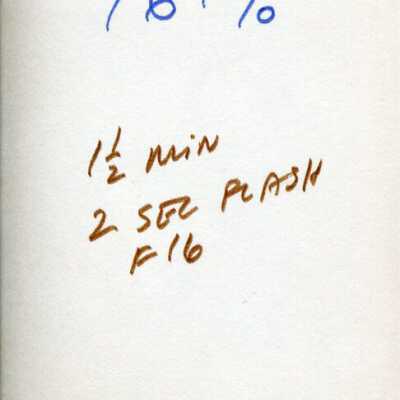 1½ MIN
2 SEC FLASH
F16